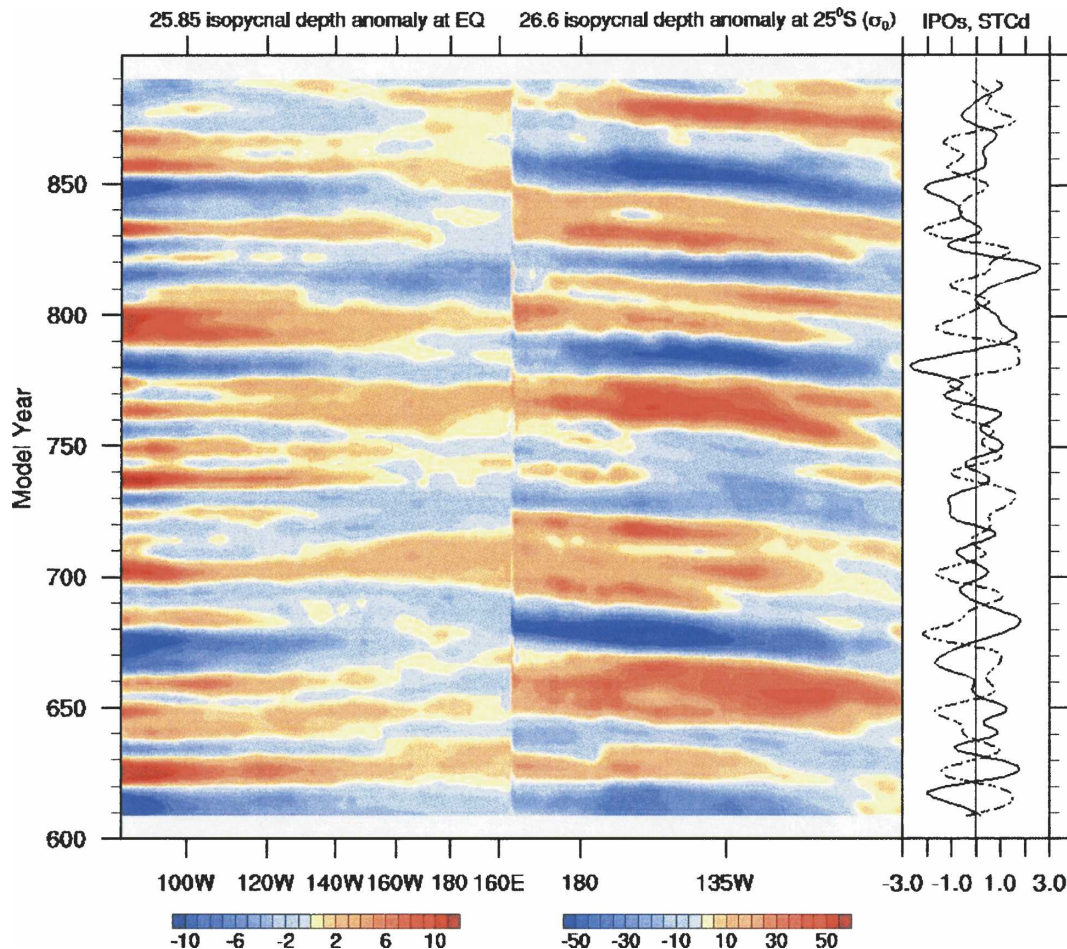 25.85 isopycnal depth anomaly at EQ
26.6 isopycnal depth anomaly at 25⁰S (σ₀)
IPOs, STCd
Model Year
850
800
750
700
650
600
100W 120W 140W 160W 180 160E
180 135W
-3.0 -1.0 1.0 3.0
-10 -6 -2 2 6 10
-50 -30 -10 10 30 50